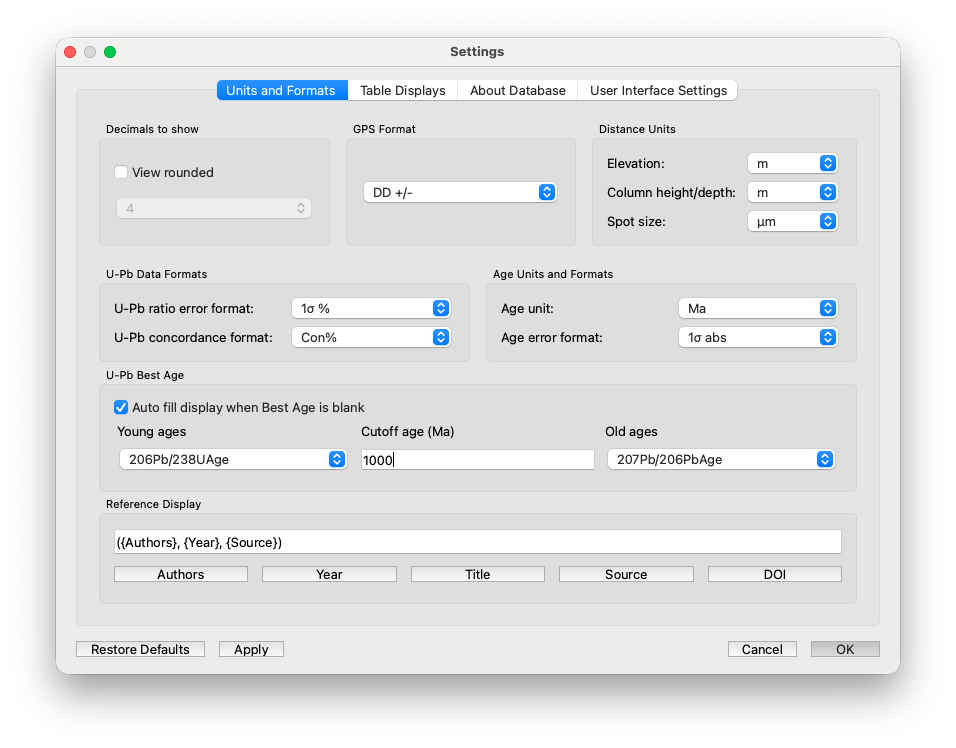 Settings
Units and Formats Table Displays About Database User Interface Settings
Decimals to show
View rounded
4
GPS Format
DD +/-
Distance Units
Elevation: m
Column height/depth: m
Spot size: µm
U-Pb Data Formats
U-Pb ratio error format: 1σ %
U-Pb concordance format: Con%
Age Units and Formats
Age unit: Ma
Age error format: 1σ abs
U-Pb Best Age
Auto fill display when Best Age is blank
Young ages Cutoff age (Ma) Old ages
206Pb/238UAge 1000 207Pb/206PbAge
Reference Display
({Authors}, {Year}, {Source})
Authors Year Title Source DOI
Restore Defaults Apply Cancel OK